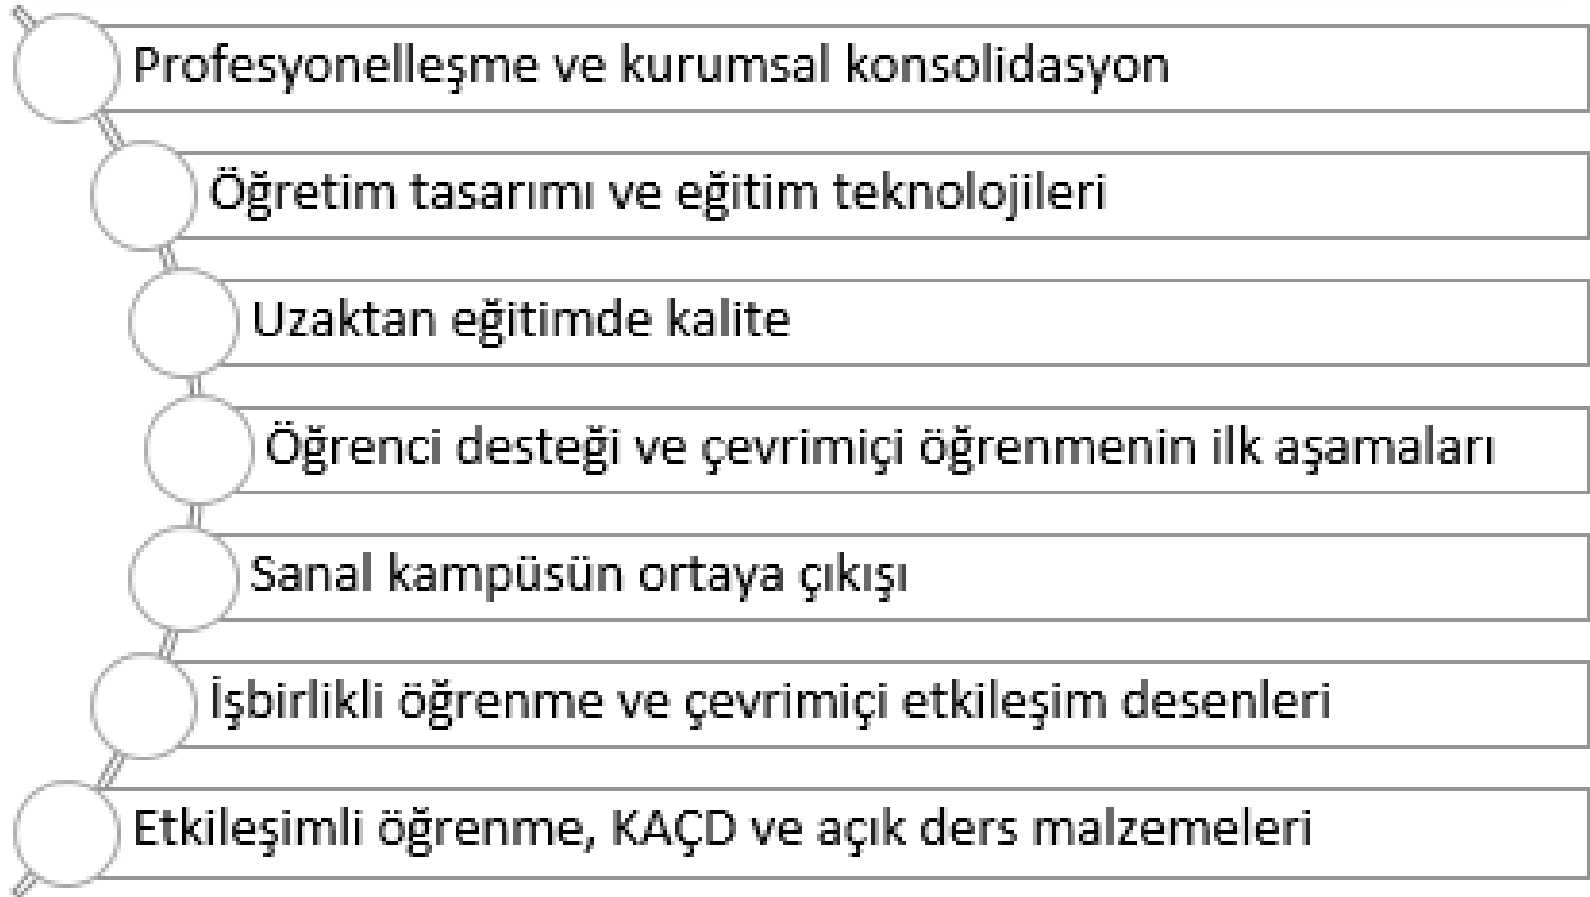 Profesyonelleşme ve kurumsal konsolidasyon
Öğretim tasarımı ve eğitim teknolojileri
Uzaktan eğitimde kalite
Öğrenci desteği ve çevrimiçi öğrenmenin ilk aşamaları
Sanal kampüsün ortaya çıkışı
İşbirlikli öğrenme ve çevrimiçi etkileşim desenleri
Etkileşimli öğrenme, KAÇD ve açık ders malzemeleri